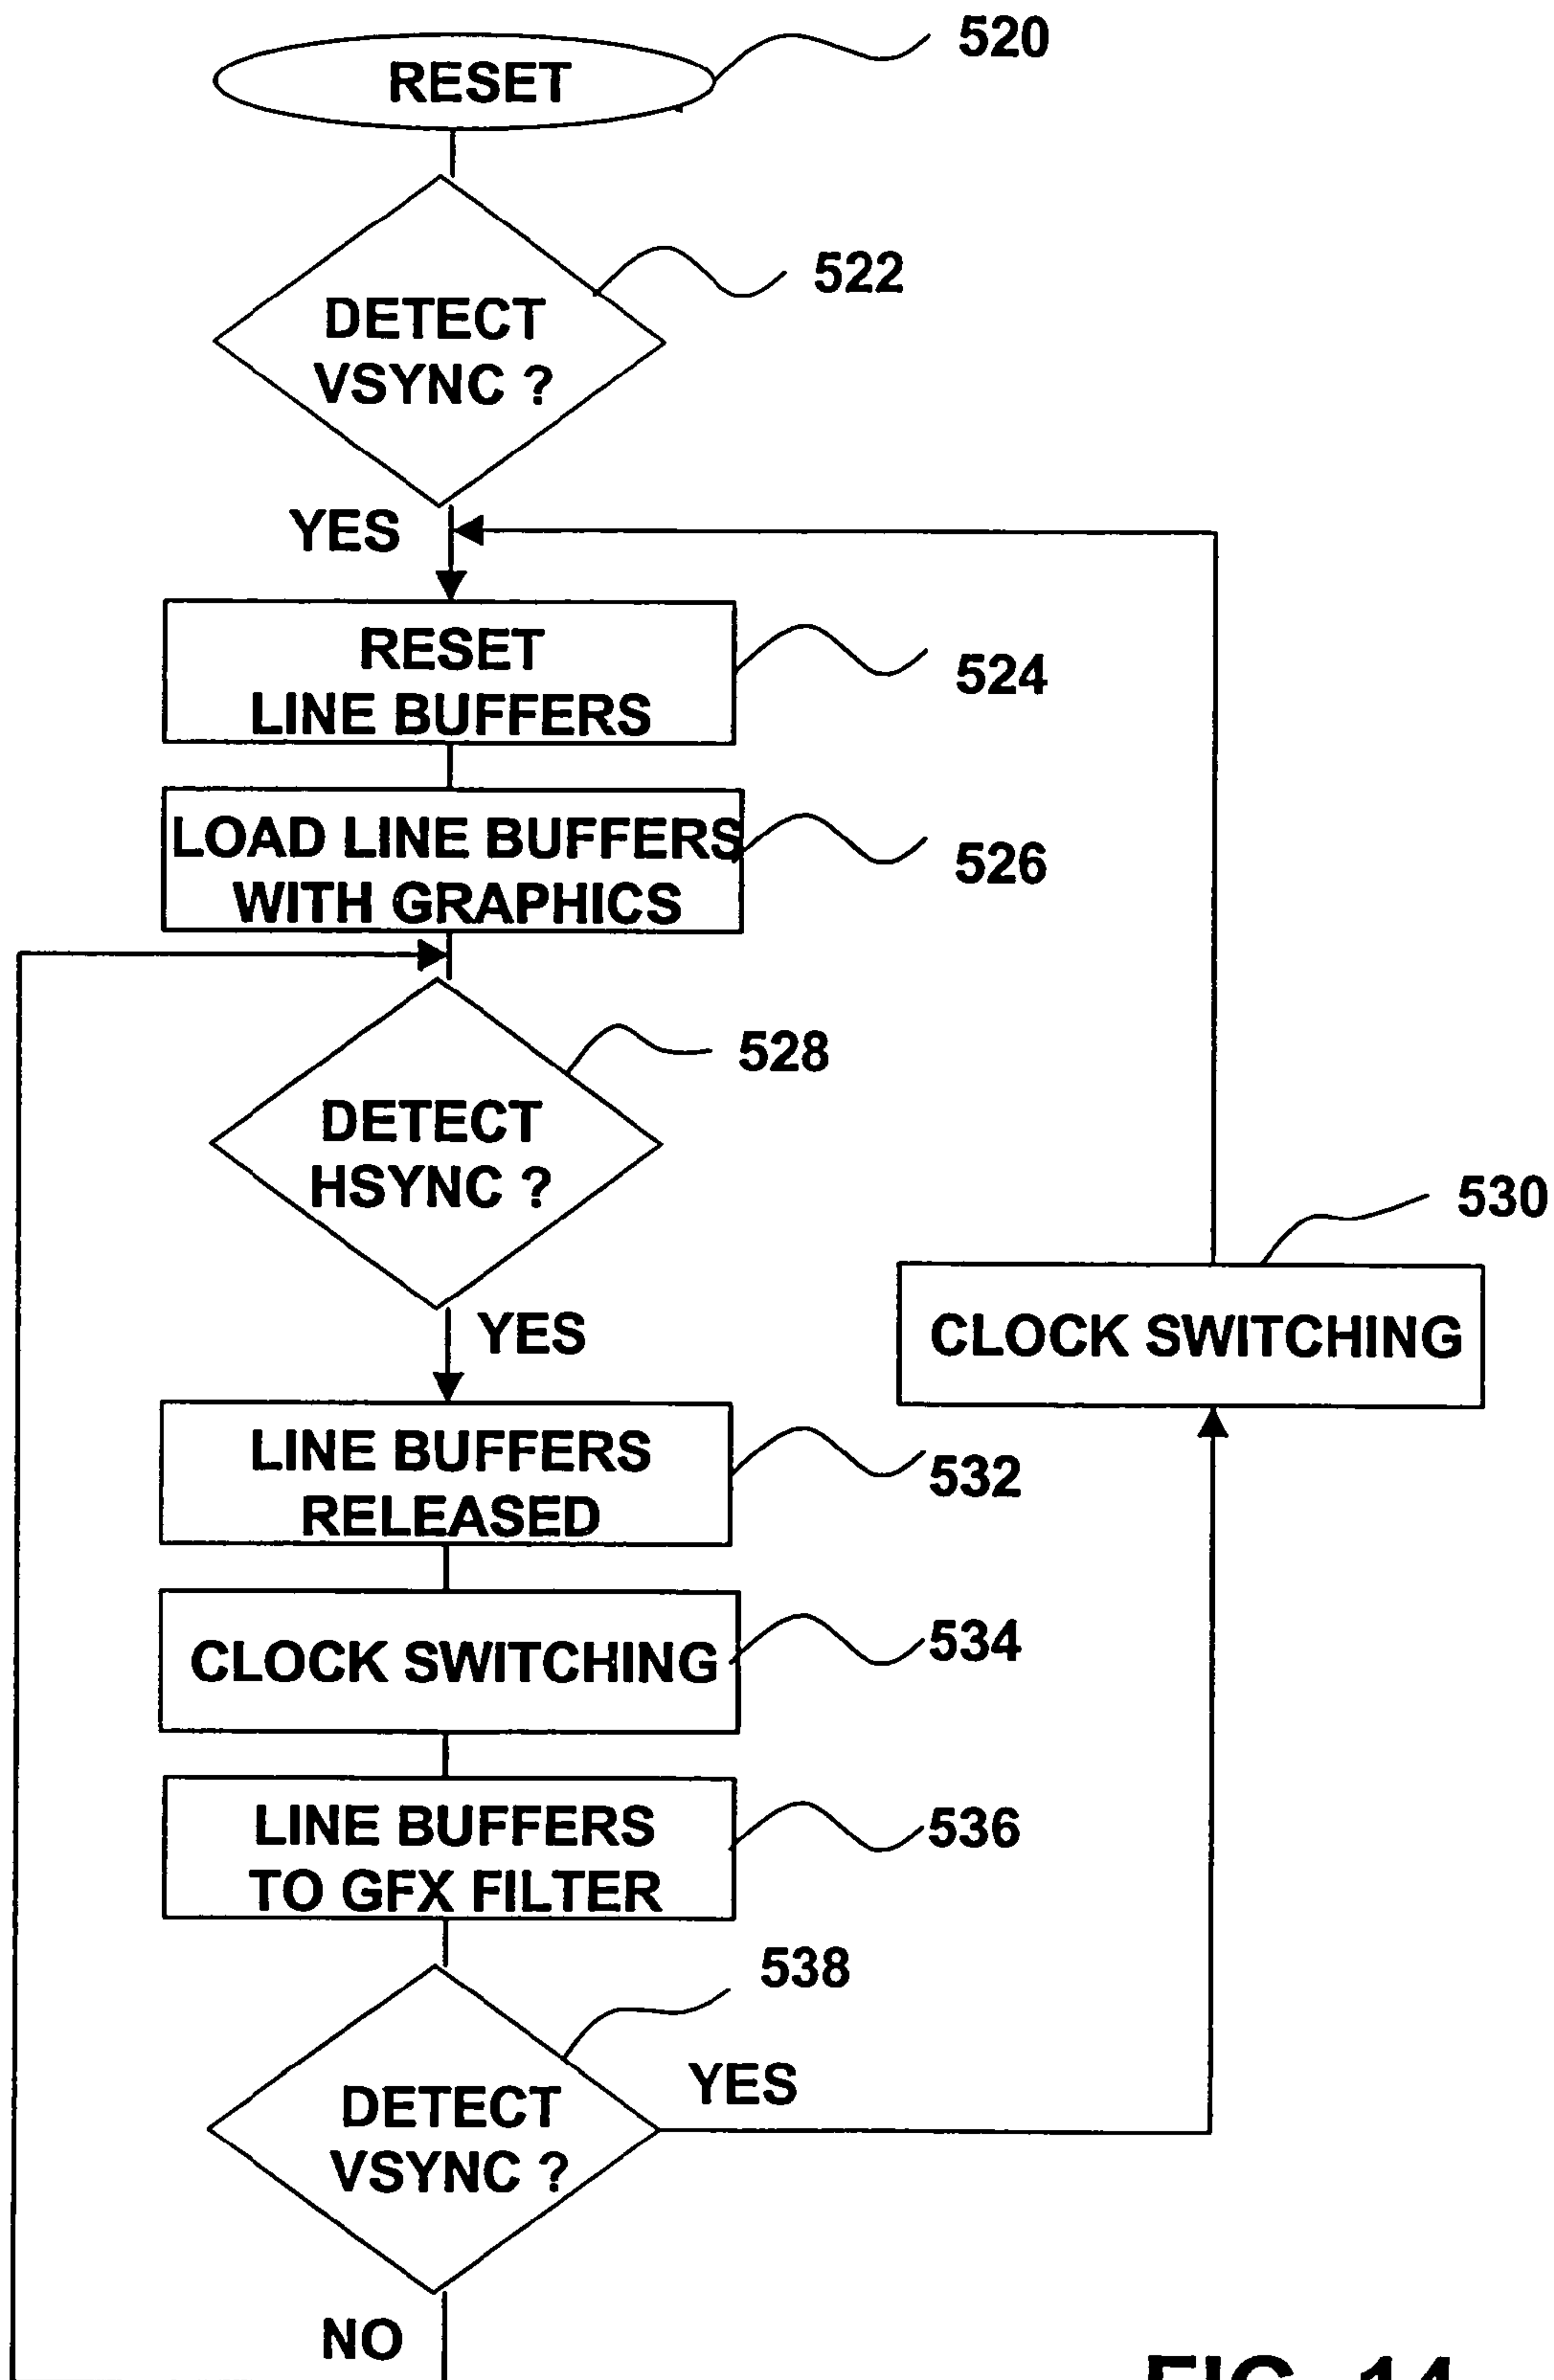 520
RESET
522
DETECT
VSYNC ?
YES
RESET
LINE BUFFERS
524
LOAD LINE BUFFERS
WITH GRAPHICS
526
528
DETECT
HSYNC ?
530
YES
CLOCK SWITCHING
LINE BUFFERS
RELEASED
532
CLOCK SWITCHING
534
LINE BUFFERS
TO GFX FILTER
536
538
YES
DETECT
VSYNC ?
NO
FIG. 14